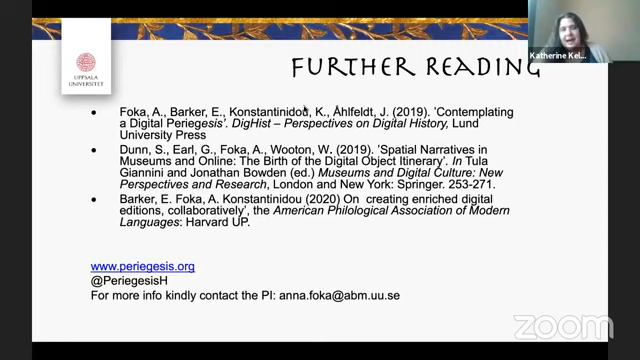 UPPSALA
UNIVERSITET
FURTHER READING
Katherine Kel...
• Foka, A., Barker, E., Konstantinidou, K., Åhlfeldt, J. (2019). 'Contemplating
a Digital Periegesis'. DigHist – Perspectives on Digital History, Lund
University Press
• Dunn, S., Earl, G., Foka, A., Wooton, W. (2019). 'Spatial Narratives in
Museums and Online: The Birth of the Digital Object Itinerary'. In Tula
Giannini and Jonathan Bowden (ed.) Museums and Digital Culture: New
Perspectives and Research, London and New York: Springer. 253-271.
• Barker, E. Foka, A. Konstantinidou (2020) On creating enriched digital
editions, collaboratively', the American Philological Association of Modern
Languages: Harvard UP.
www.periegesis.org
@PeriegesisH
For more info kindly contact the PI: anna.foka@abm.uu.se
zoom